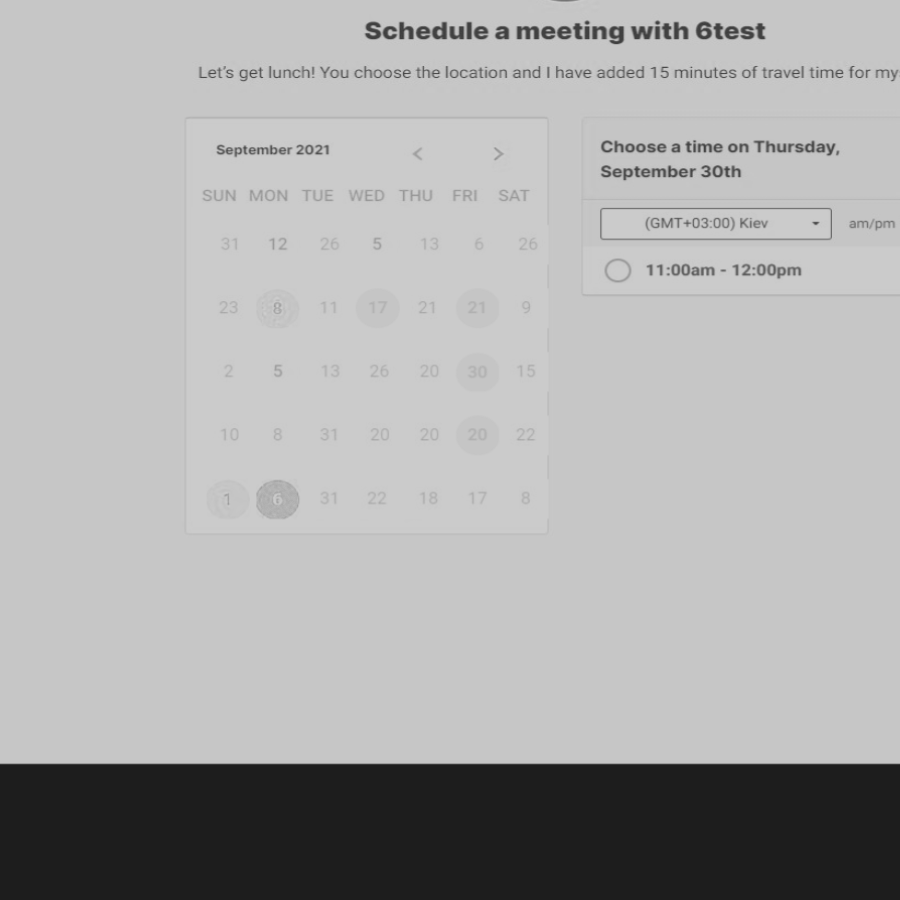 Schedule a meeting with 6test
Let's get lunch! You choose the location and I have added 15 minutes of travel time for my
September 2021 < >
SUN MON TUE WED THU FRI SAT
31 12 26 5 13 6 26
23 8 11 17 21 21 9
2 5 13 26 20 30 15
10 8 31 20 20 20 22
1 6 31 22 18 17 8
Choose a time on Thursday,
September 30th
(GMT+03:00) Kiev am/pm
11:00am - 12:00pm